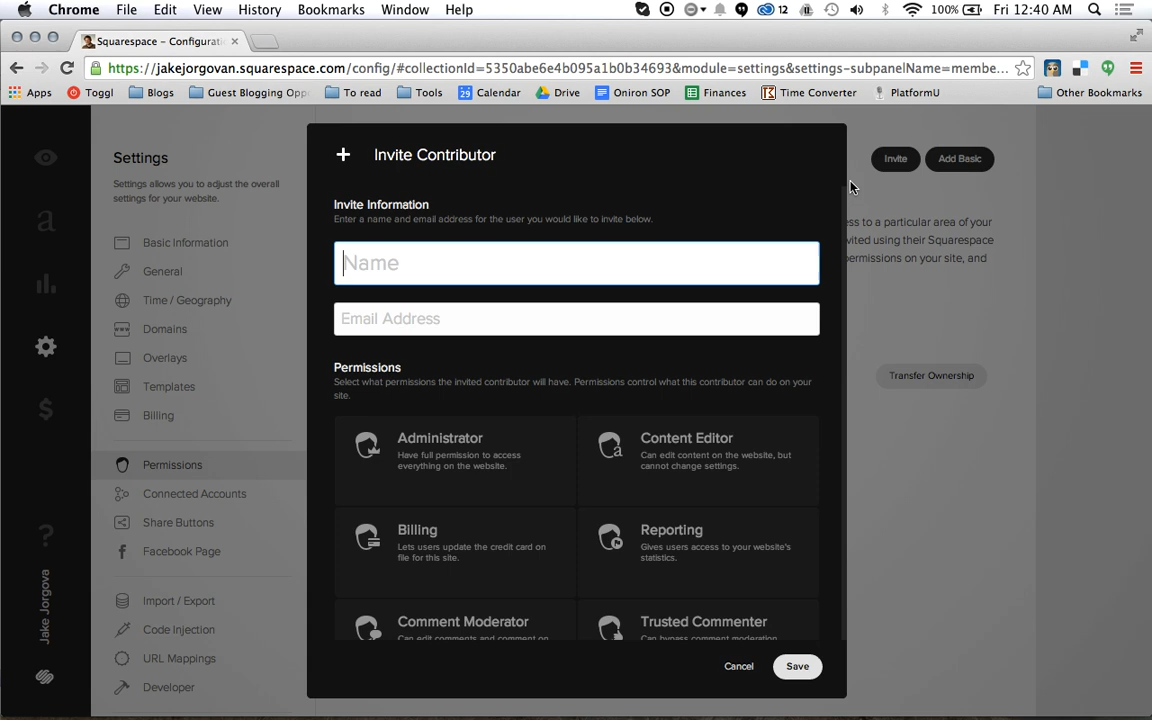 Chrome File Edit View History Bookmarks Window Help 12 100% Fri 12:40 AM
Squarespace - Configurati
https://jakejorgovan.squarespace.com/config/#collectionId=5350abe6e4b095a1b0b34693&module=settings&settings-subpanelName=membe...
Apps Toggl Blogs Guest Blogging Oppo To read Tools 29 Calendar Drive Oniron SOP Finances Time Converter PlatformU Other Bookmarks
Settings
Settings allows you to adjust the overall
settings for your website.
Basic Information
General
Time / Geography
Domains
Overlays
Templates
Billing
Permissions
Connected Accounts
Share Buttons
Facebook Page
Import / Export
Code Injection
URL Mappings
Developer
Jake Jorgova
Invite Contributor
Invite Information
Enter a name and email address for the user you would like to invite below.
Name
Email Address
Permissions
Select what permissions the invited contributor will have. Permissions control what this contributor can do on your
site.
Administrator
Have full permission to access
everything on the website.
Content Editor
Can edit content on the website, but
cannot change settings.
Billing
Lets users update the credit card on
file for this site.
Reporting
Gives users access to your website's
statistics.
Comment Moderator
Can edit comments and comment on
Trusted Commenter
Can bypass comment moderation
Cancel Save
Invite Add Basic
ess to a particular area of your
vited using their Squarespace
permissions on your site, and
Transfer Ownership